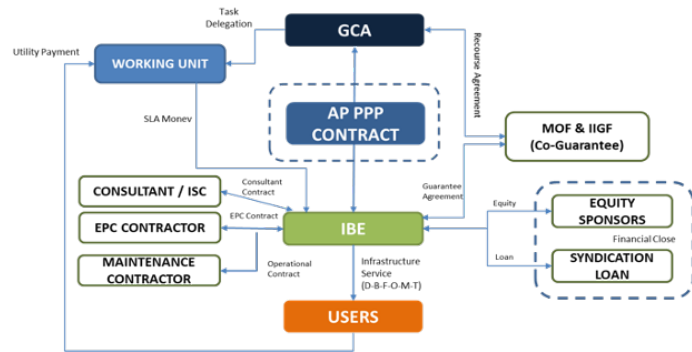 Task
Delegation
GCA
Utility Payment
WORKING UNIT
Recourse Agreement
SLA Monev
AP PPP
CONTRACT
MOF & IIGF
(Co-Guarantee)
CONSULTANT / ISC
Consultant
Contract
Guarantee
Agreement
EPC CONTRACTOR
EPC Contract
IBE
Equity
EQUITY
SPONSORS
Financial Close
MAINTENANCE
CONTRACTOR
Operational
Contract
Infrastructure
Service
(D-B-F-O-M-T)
Loan
SYNDICATION
LOAN
USERS